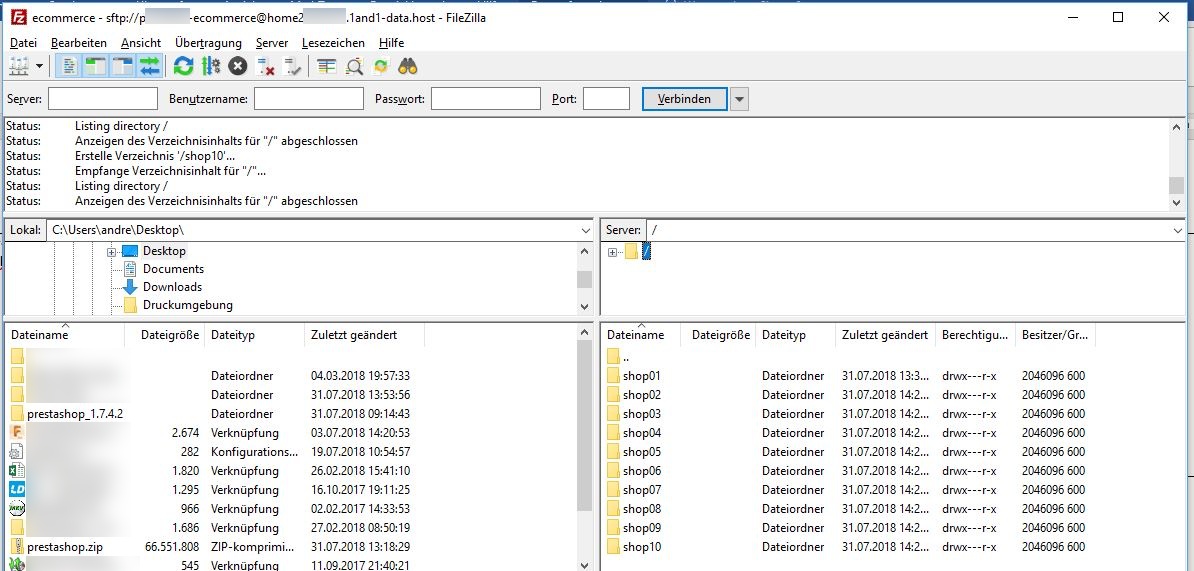 ecommerce - sftp://p -ecommerce@home2 .1and1-data.host - FileZilla
Datei Bearbeiten Ansicht Übertragung Server Lesezeichen Hilfe
Server: Benutzername: Passwort: Port: Verbinden
Status: Listing directory /
Status: Anzeigen des Verzeichnisinhalts für "/" abgeschlossen
Status: Erstelle Verzeichnis '/shop10'...
Status: Empfange Verzeichnisinhalt für "/"...
Status: Listing directory /
Status: Anzeigen des Verzeichnisinhalts für "/" abgeschlossen
Lokal: C:\Users\andre\Desktop\
Desktop
Documents
Downloads
Druckumgebung
Dateiname Dateigröße Dateityp Zuletzt geändert
Dateiordner 04.03.2018 19:57:33
Dateiordner 31.07.2018 13:53:56
prestashop_1.7.4.2 Dateiordner 31.07.2018 09:14:43
2.674 Verknüpfung 03.07.2018 14:20:53
282 Konfigurations... 19.07.2018 10:54:57
1.820 Verknüpfung 26.02.2018 15:41:10
LD 1.295 Verknüpfung 16.10.2017 19:11:25
966 Verknüpfung 02.02.2017 14:33:53
1.686 Verknüpfung 27.02.2018 08:50:19
prestashop.zip 66.551.808 ZIP-komprimi... 31.07.2018 13:18:29
545 Verknüpfung 11.09.2017 21:40:21
Server: /
/
Dateiname Dateigröße Dateityp Zuletzt geändert Berechtigu... Besitzer/Gr...
..
shop01 Dateiordner 31.07.2018 13:3... drwx---r-x 2046096 600
shop02 Dateiordner 31.07.2018 14:2... drwx---r-x 2046096 600
shop03 Dateiordner 31.07.2018 14:2... drwx---r-x 2046096 600
shop04 Dateiordner 31.07.2018 14:2... drwx---r-x 2046096 600
shop05 Dateiordner 31.07.2018 14:2... drwx---r-x 2046096 600
shop06 Dateiordner 31.07.2018 14:2... drwx---r-x 2046096 600
shop07 Dateiordner 31.07.2018 14:2... drwx---r-x 2046096 600
shop08 Dateiordner 31.07.2018 14:2... drwx---r-x 2046096 600
shop09 Dateiordner 31.07.2018 14:2... drwx---r-x 2046096 600
shop10 Dateiordner 31.07.2018 14:2... drwx---r-x 2046096 600